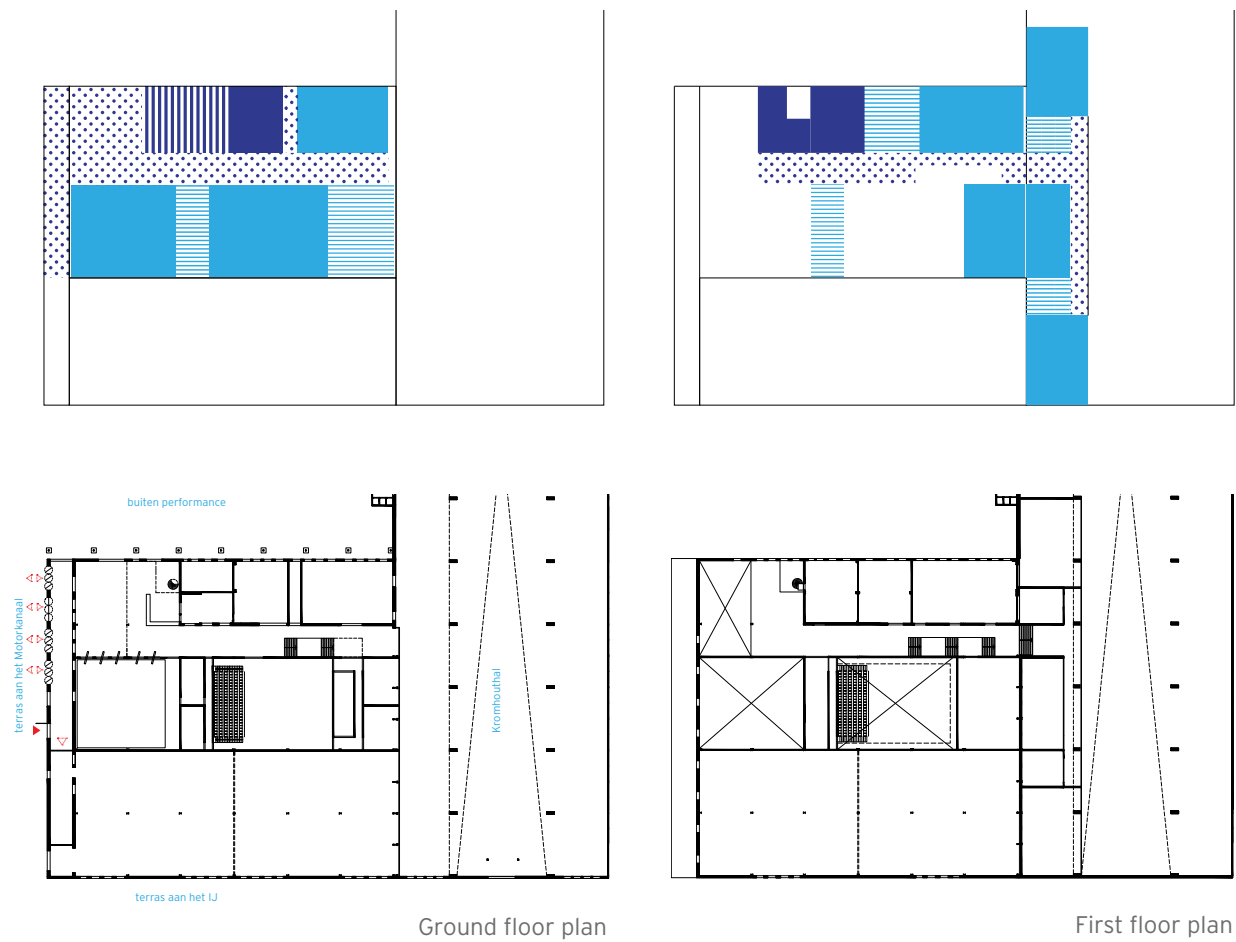 buiten performance
terras aan het Motorkanaal
Kromhouthal
terras aan het IJ
Ground floor plan
First floor plan